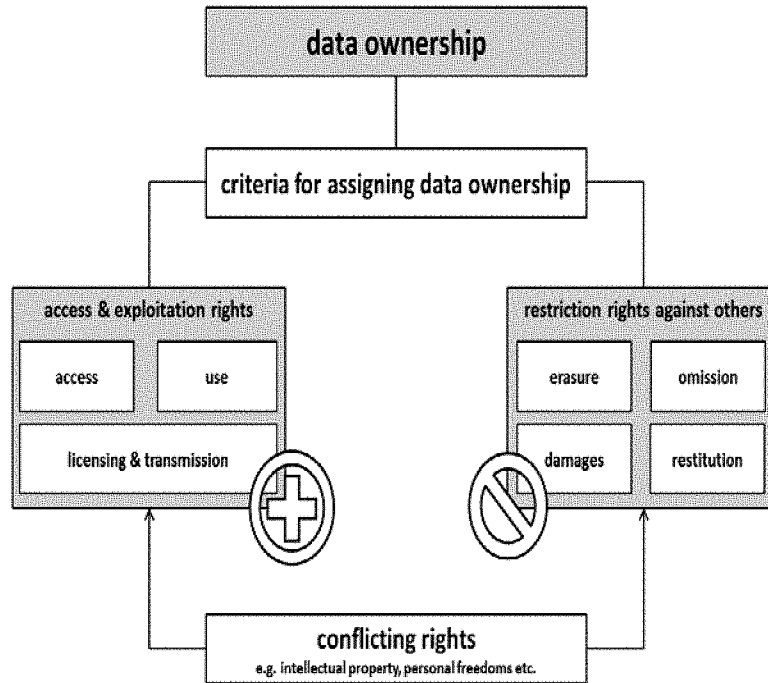 data ownership
criteria for assigning data ownership
access & exploitation rights
access
use
licensing & transmission
restriction rights against others
erasure
omission
damages
restitution
conflicting rights
e.g. intellectual property, personal freedoms etc.